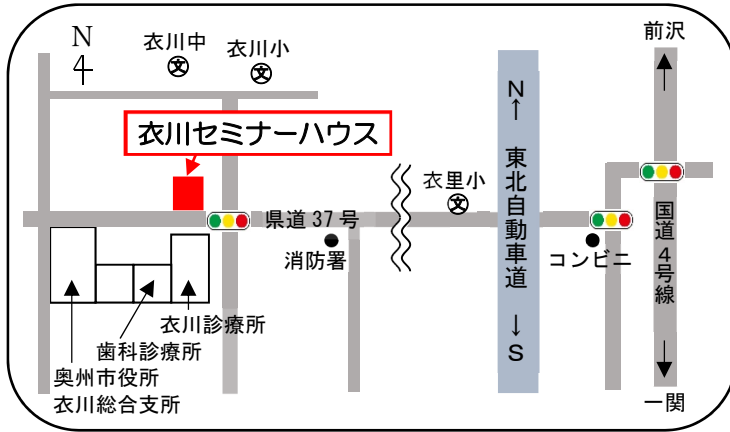 前沢
N
衣川中
衣川小
文
文
衣川セミナーハウス
N
↑
東北自動車道
↓
S
衣里小
文
県道37号
消防署
コンビニ
国道4号線
衣川診療所
歯科診療所
奥州市役所
衣川総合支所
一関